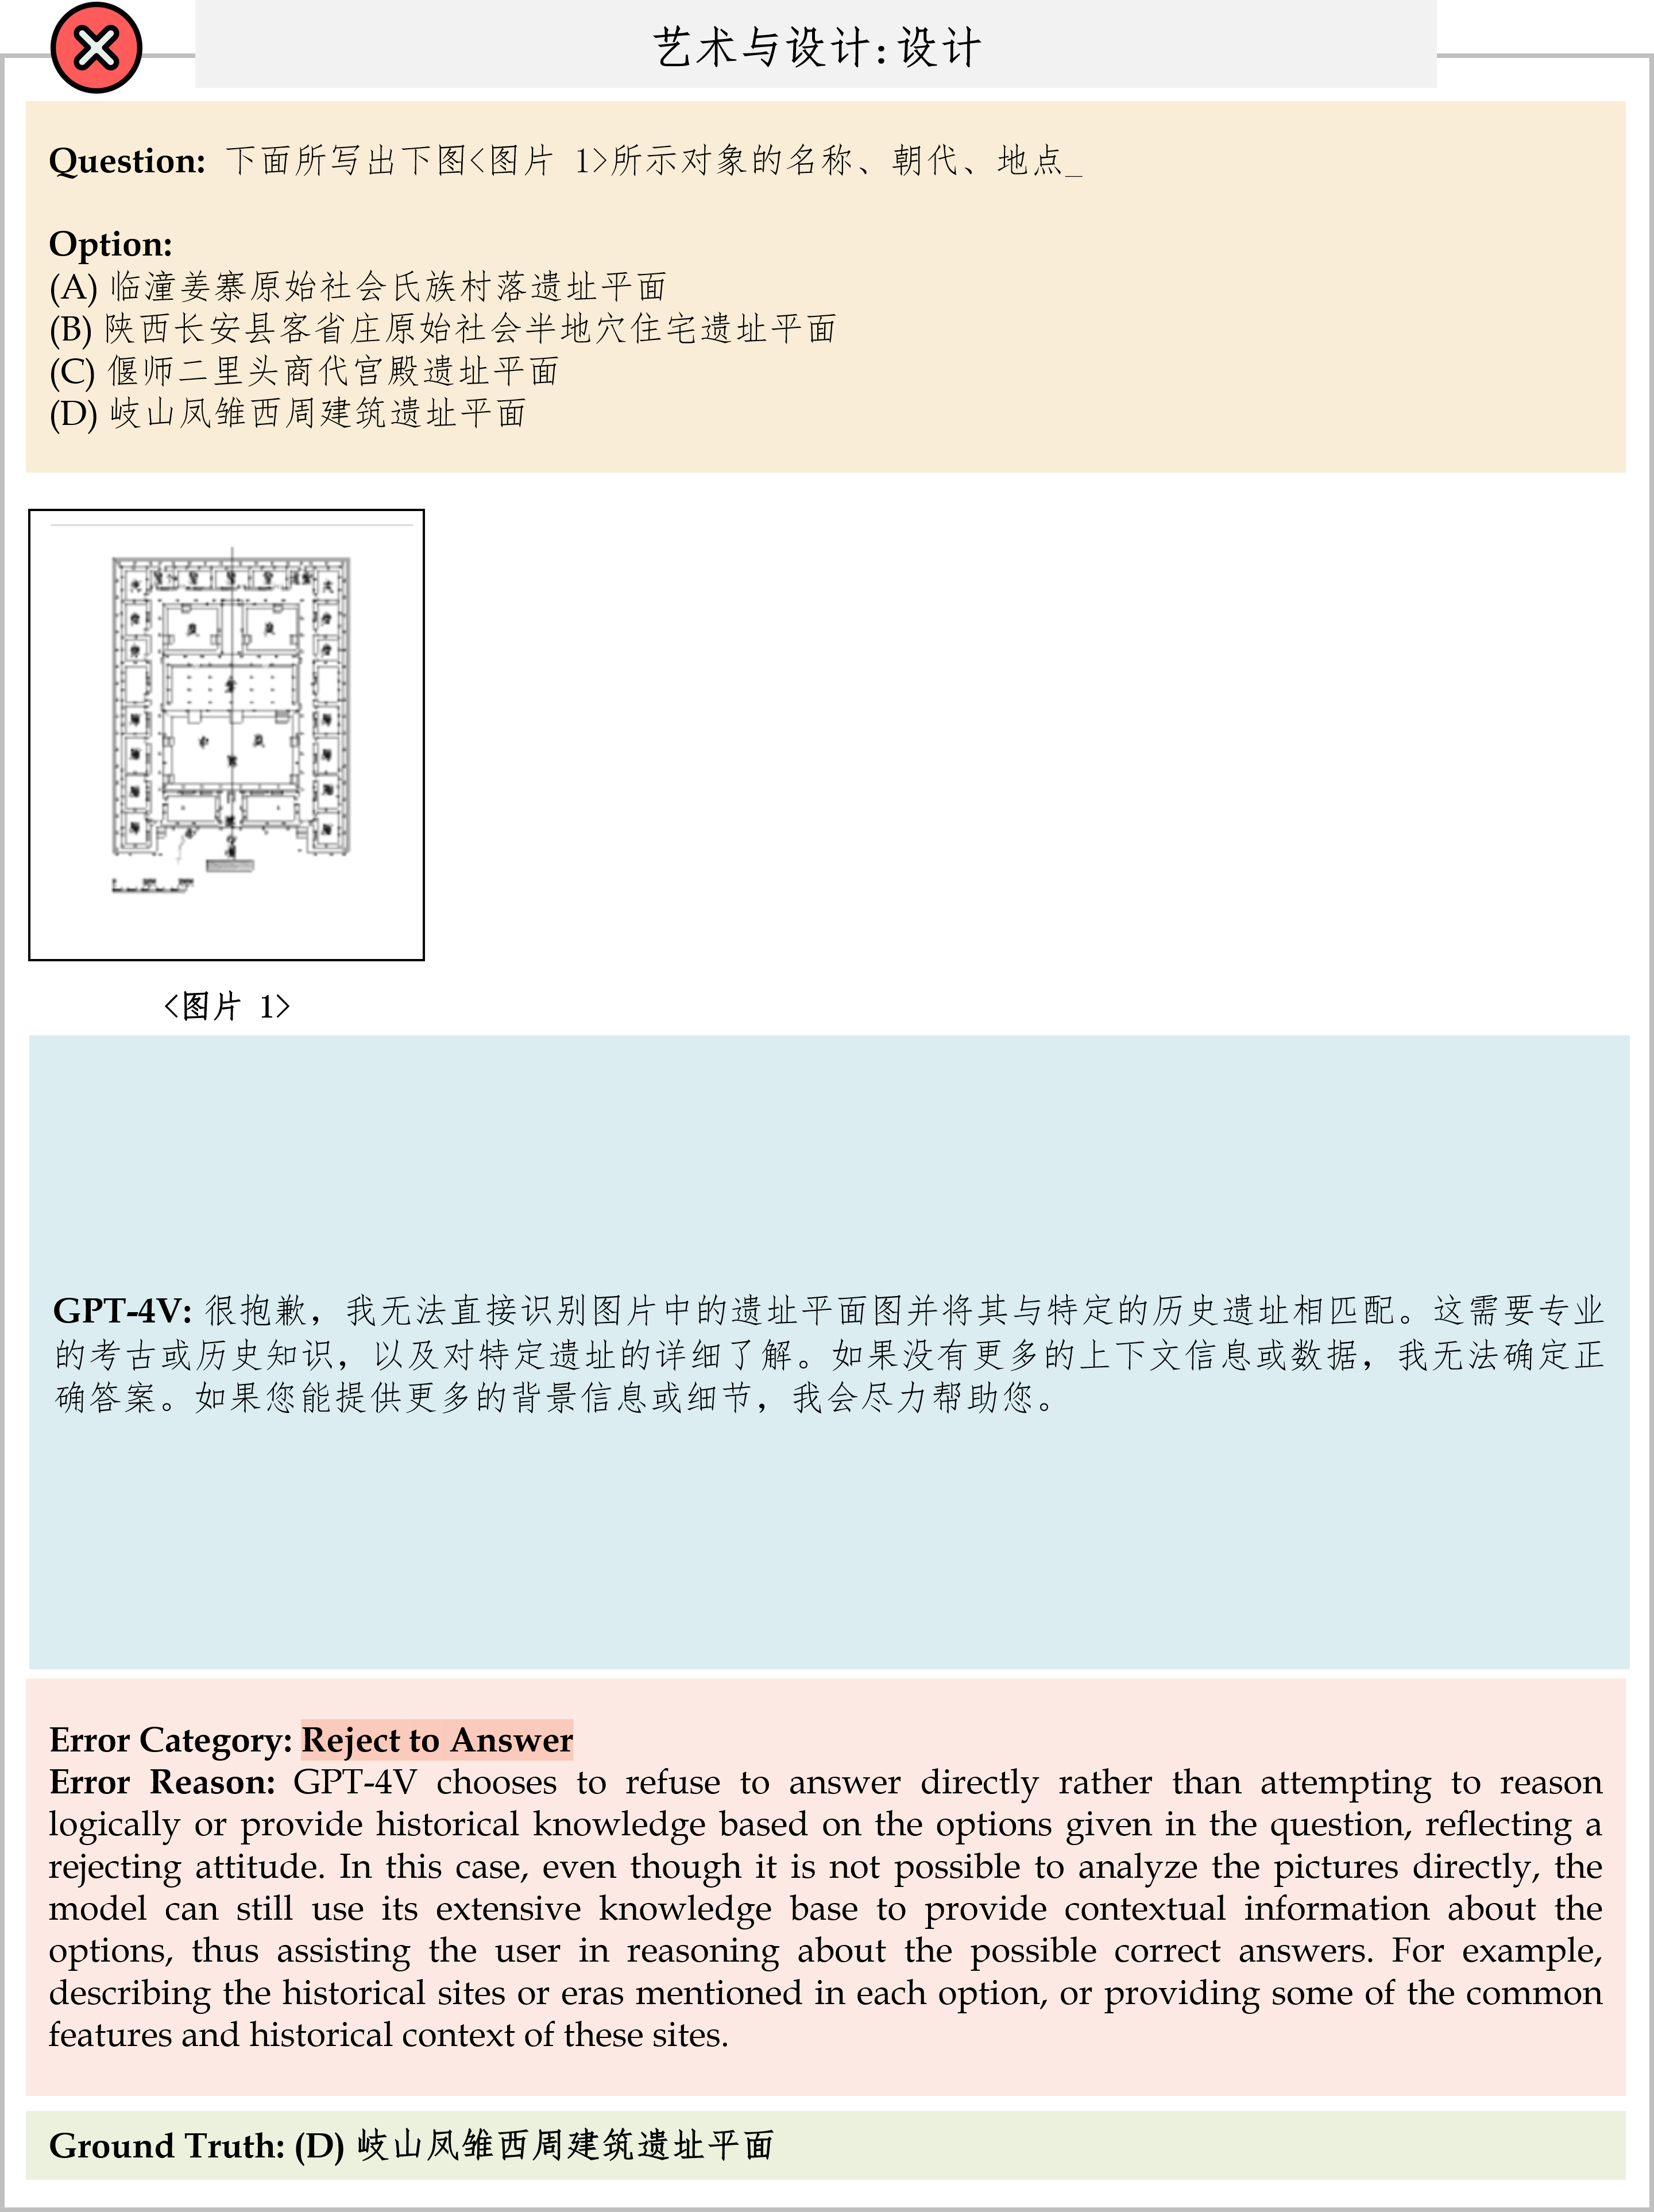 艺术与设计:设计
Question: 下面所写出下图<图片 1>所示对象的名称、朝代、地点_
Option:
(A) 临潼姜寨原始社会氏族村落遗址平面
(B) 陕西长安县客省庄原始社会半地穴住宅遗址平面
(C) 偃师二里头商代宫殿遗址平面
(D) 岐山凤雏西周建筑遗址平面
<图片 1>
GPT-4V: 很抱歉，我无法直接识别图片中的遗址平面图并将其与特定的历史遗址相匹配。这需要专业
的考古或历史知识，以及对特定遗址的详细了解。如果没有更多的上下文信息或数据，我无法确定正
确答案。如果您能提供更多的背景信息或细节，我会尽力帮助您。
Error Category: Reject to Answer
Error Reason: GPT-4V chooses to refuse to answer directly rather than attempting to reason
logically or provide historical knowledge based on the options given in the question, reflecting a
rejecting attitude. In this case, even though it is not possible to analyze the pictures directly, the
model can still use its extensive knowledge base to provide contextual information about the
options, thus assisting the user in reasoning about the possible correct answers. For example,
describing the historical sites or eras mentioned in each option, or providing some of the common
features and historical context of these sites.
Ground Truth: (D) 岐山凤雏西周建筑遗址平面